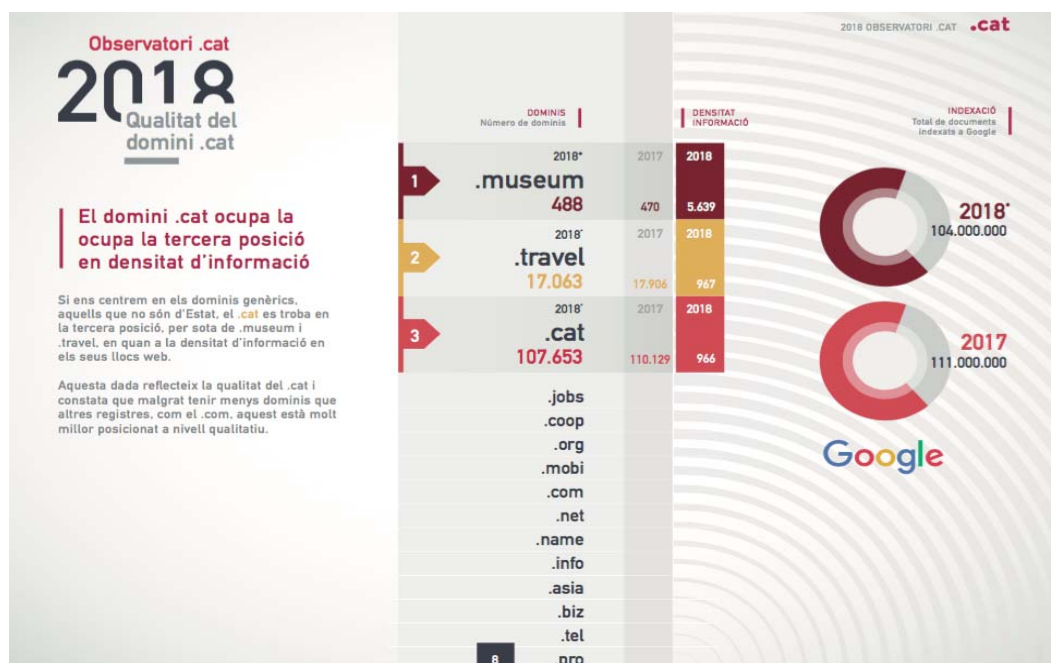 Observatori .cat
2018
Qualitat del
domini .cat
El domini .cat ocupa la
ocupa la tercera posició
en densitat d'informació
Si ens centrem en els dominis genèrics,
aquells que no són d'Estat, el .cat es troba en
la tercera posició, per sota de .museum i
.travel, en quan a la densitat d'informació en
els seus llocs web.
Aquesta dada reflecteix la qualitat del .cat i
constata que malgrat tenir menys dominis que
altres registres, com el .com, aquest està molt
millor posicionat a nivell qualitatiu.
DOMINIS
Número de dominis
DENSITAT
INFORMACIÓ
1
2018*
2017
2018
.museum
488
470
5.639
2
2018*
2017
2018
.travel
17.063
17.906
967
3
2018*
2017
2018
.cat
107.653
110.129
966
.jobs
.coop
.org
.mobi
.com
.net
.name
.info
.asia
.biz
.tel
.pro
8
2018 OBSERVATORI .CAT .cat
INDEXACIÓ
Total de documents
indexats a Google
2018*
104.000.000
2017
111.000.000
Google